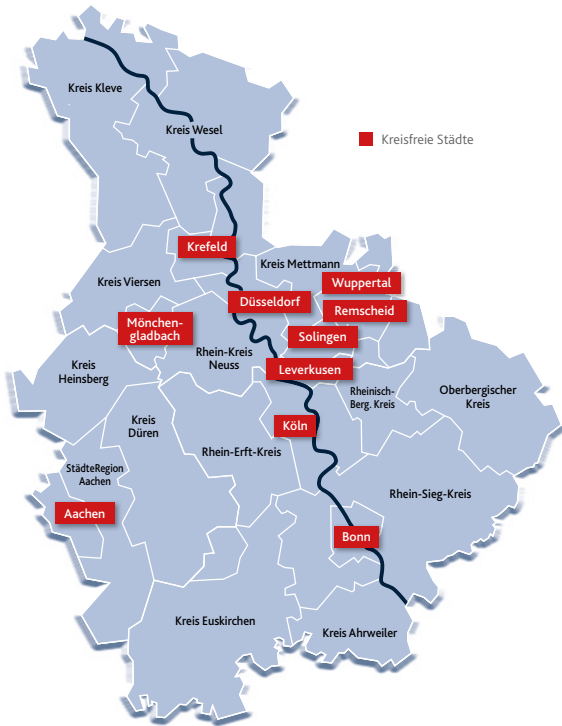 Kreis Kleve
Kreis Wesel
Kreisfreie Städte
Krefeld
Kreis Mettmann
Kreis Viersen
Wuppertal
Düsseldorf
Remscheid
Mönchen-
gladbach
Solingen
Rhein-Kreis
Neuss
Kreis
Heinsberg
Leverkusen
Rheinisch-
Berg. Kreis
Oberbergischer
Kreis
Kreis
Düren
Köln
Rhein-Erft-Kreis
StädteRegion
Aachen
Rhein-Sieg-Kreis
Aachen
Bonn
Kreis Euskirchen
Kreis Ahrweiler